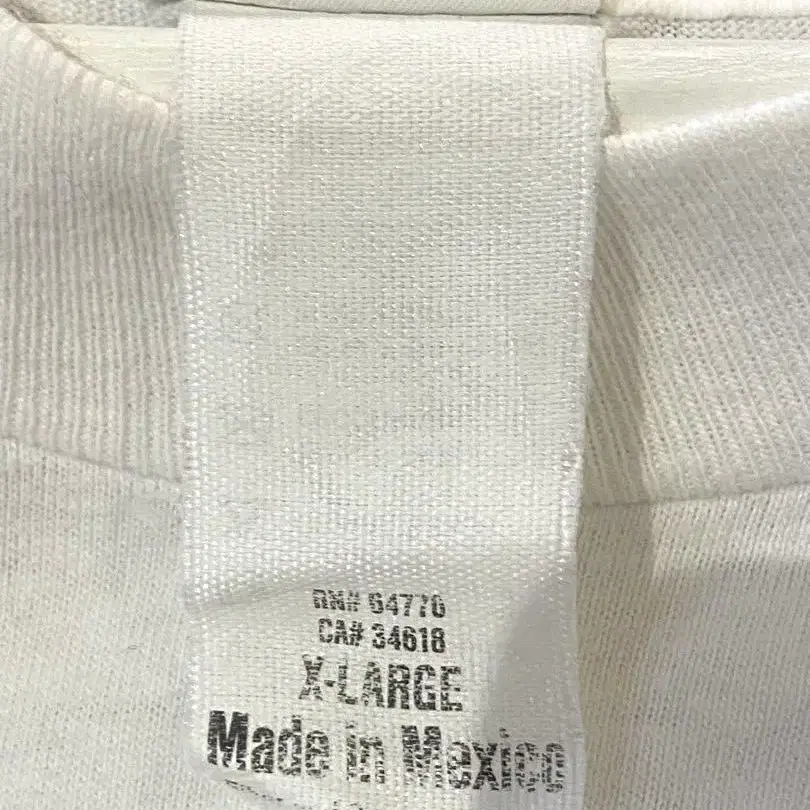 RN# 64770
CA# 34618
X-LARGE
Made in Mexico